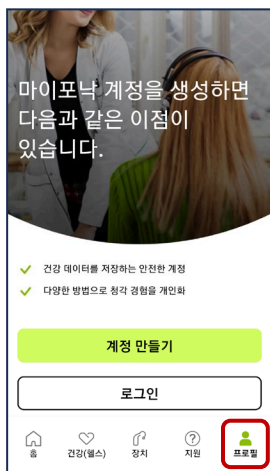 마이포낙 계정을 생성하면
다음과 같은 이점이
있습니다.
건강 데이터를 저장하는 안전한 계정
다양한 방법으로 청각 경험을 개인화
계정 만들기
로그인
홈
건강(헬스)
장치
지원
프로필